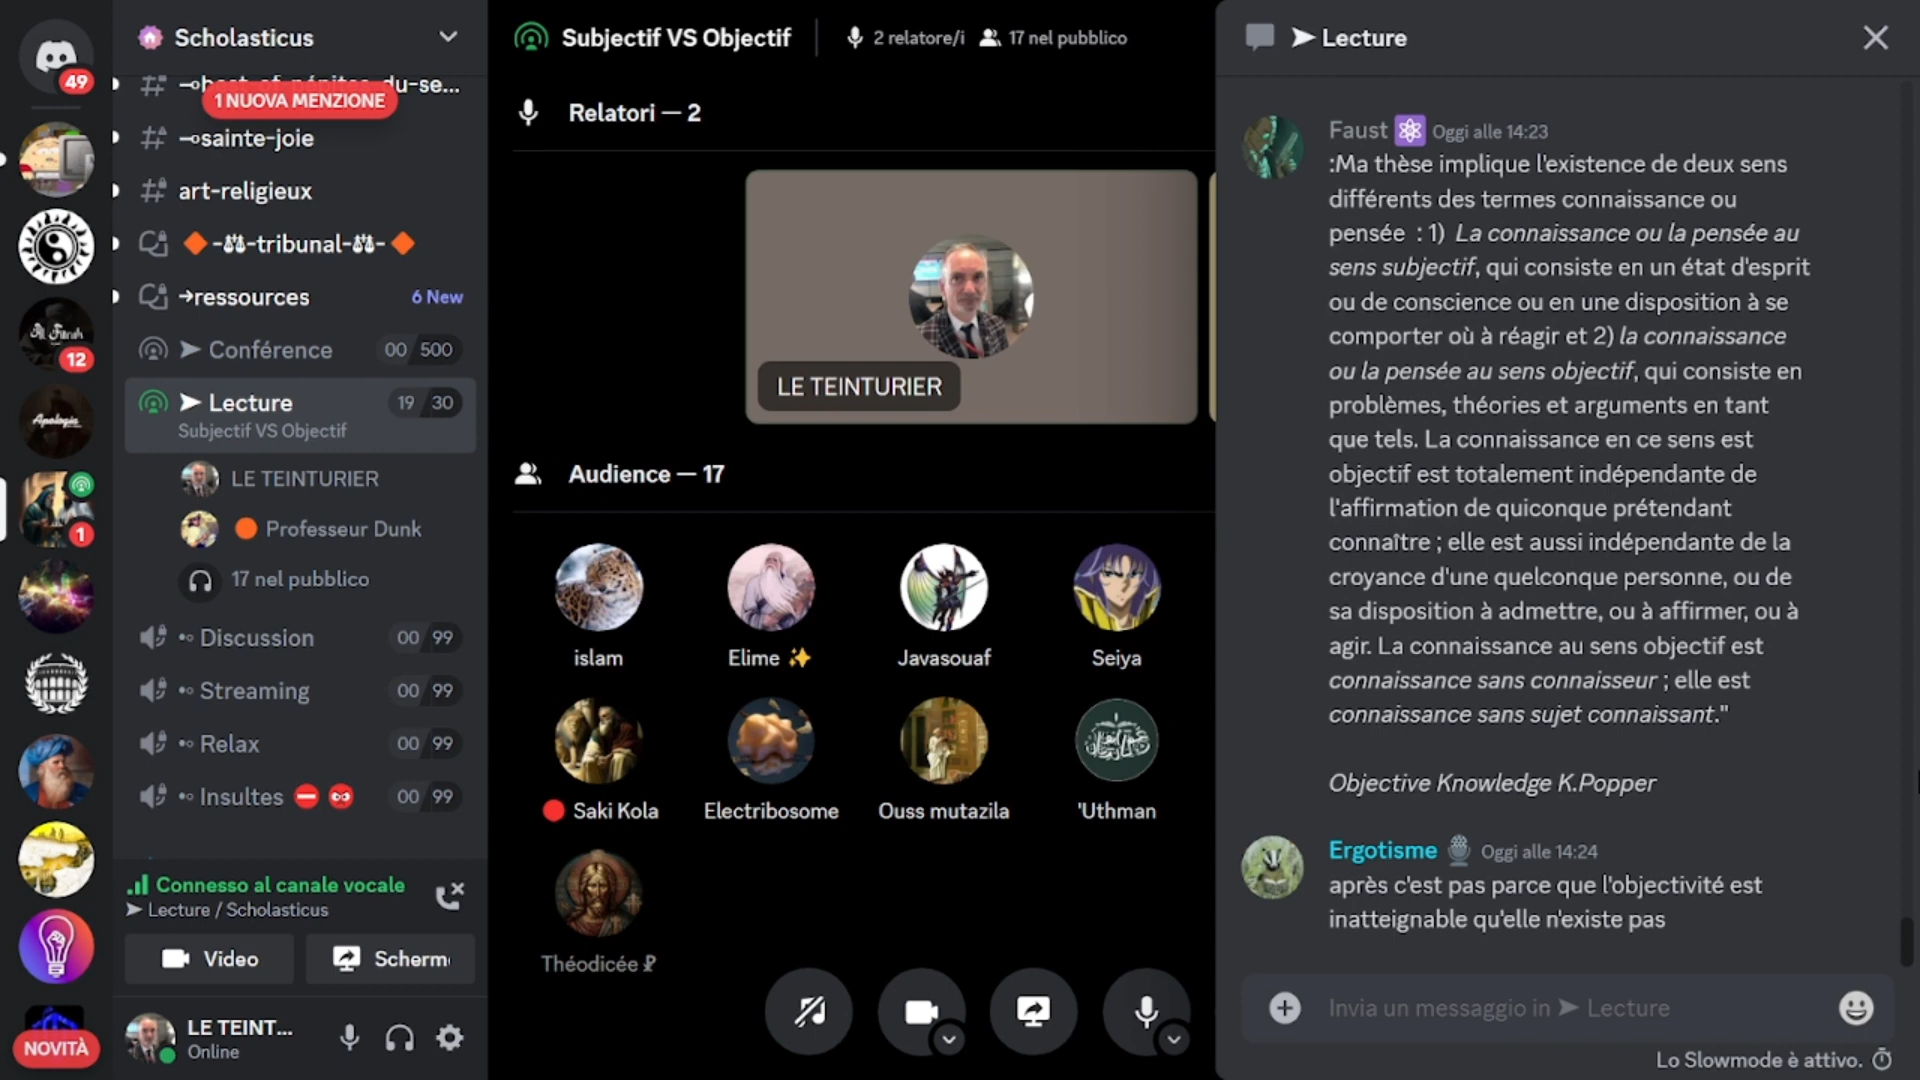 49
12
Apologia
1
NOVITÀ
Scholasticus
1 NUOVA MENZIONE
du-se...
⊸sainte-joie
art-religieux
🔶-⚖-tribunal-⚖-🔶
➔ressources
6 New
➤ Conférence
00 500
➤ Lecture
19 30
Subjectif VS Objectif
LE TEINTURIER
🟠 Professeur Dunk
17 nel pubblico
Discussion
00 99
Streaming
00 99
Relax
00 99
Insultes ⛔
00 99
Connesso al canale vocale
➤ Lecture / Scholasticus
Video
Scherm
LE TEINT...
Online
Subjectif VS Objectif
2 relatore/i
17 nel pubblico
Relatori — 2
LE TEINTURIER
Audience — 17
islam
Elime ✨
Javasouaf
Seiya
🔴 Saki Kola
Electribosome
Ouss mutazila
'Uthman
Théodicée ☧
➤ Lecture
Faust ⚛ Oggi alle 14:23
:Ma thèse implique l'existence de deux sens
différents des termes connaissance ou
pensée : 1) La connaissance ou la pensée au
sens subjectif, qui consiste en un état d'esprit
ou de conscience ou en une disposition à se
comporter où à réagir et 2) la connaissance
ou la pensée au sens objectif, qui consiste en
problèmes, théories et arguments en tant
que tels. La connaissance en ce sens est
objectif est totalement indépendante de
l'affirmation de quiconque prétendant
connaître ; elle est aussi indépendante de la
croyance d'une quelconque personne, ou de
sa disposition à admettre, ou à affirmer, ou à
agir. La connaissance au sens objectif est
connaissance sans connaisseur ; elle est
connaissance sans sujet connaissant."
Objective Knowledge K.Popper
Ergotisme Oggi alle 14:24
après c'est pas parce que l'objectivité est
inatteignable qu'elle n'existe pas
Invia un messaggio in ➤ Lecture
Lo Slowmode è attivo.